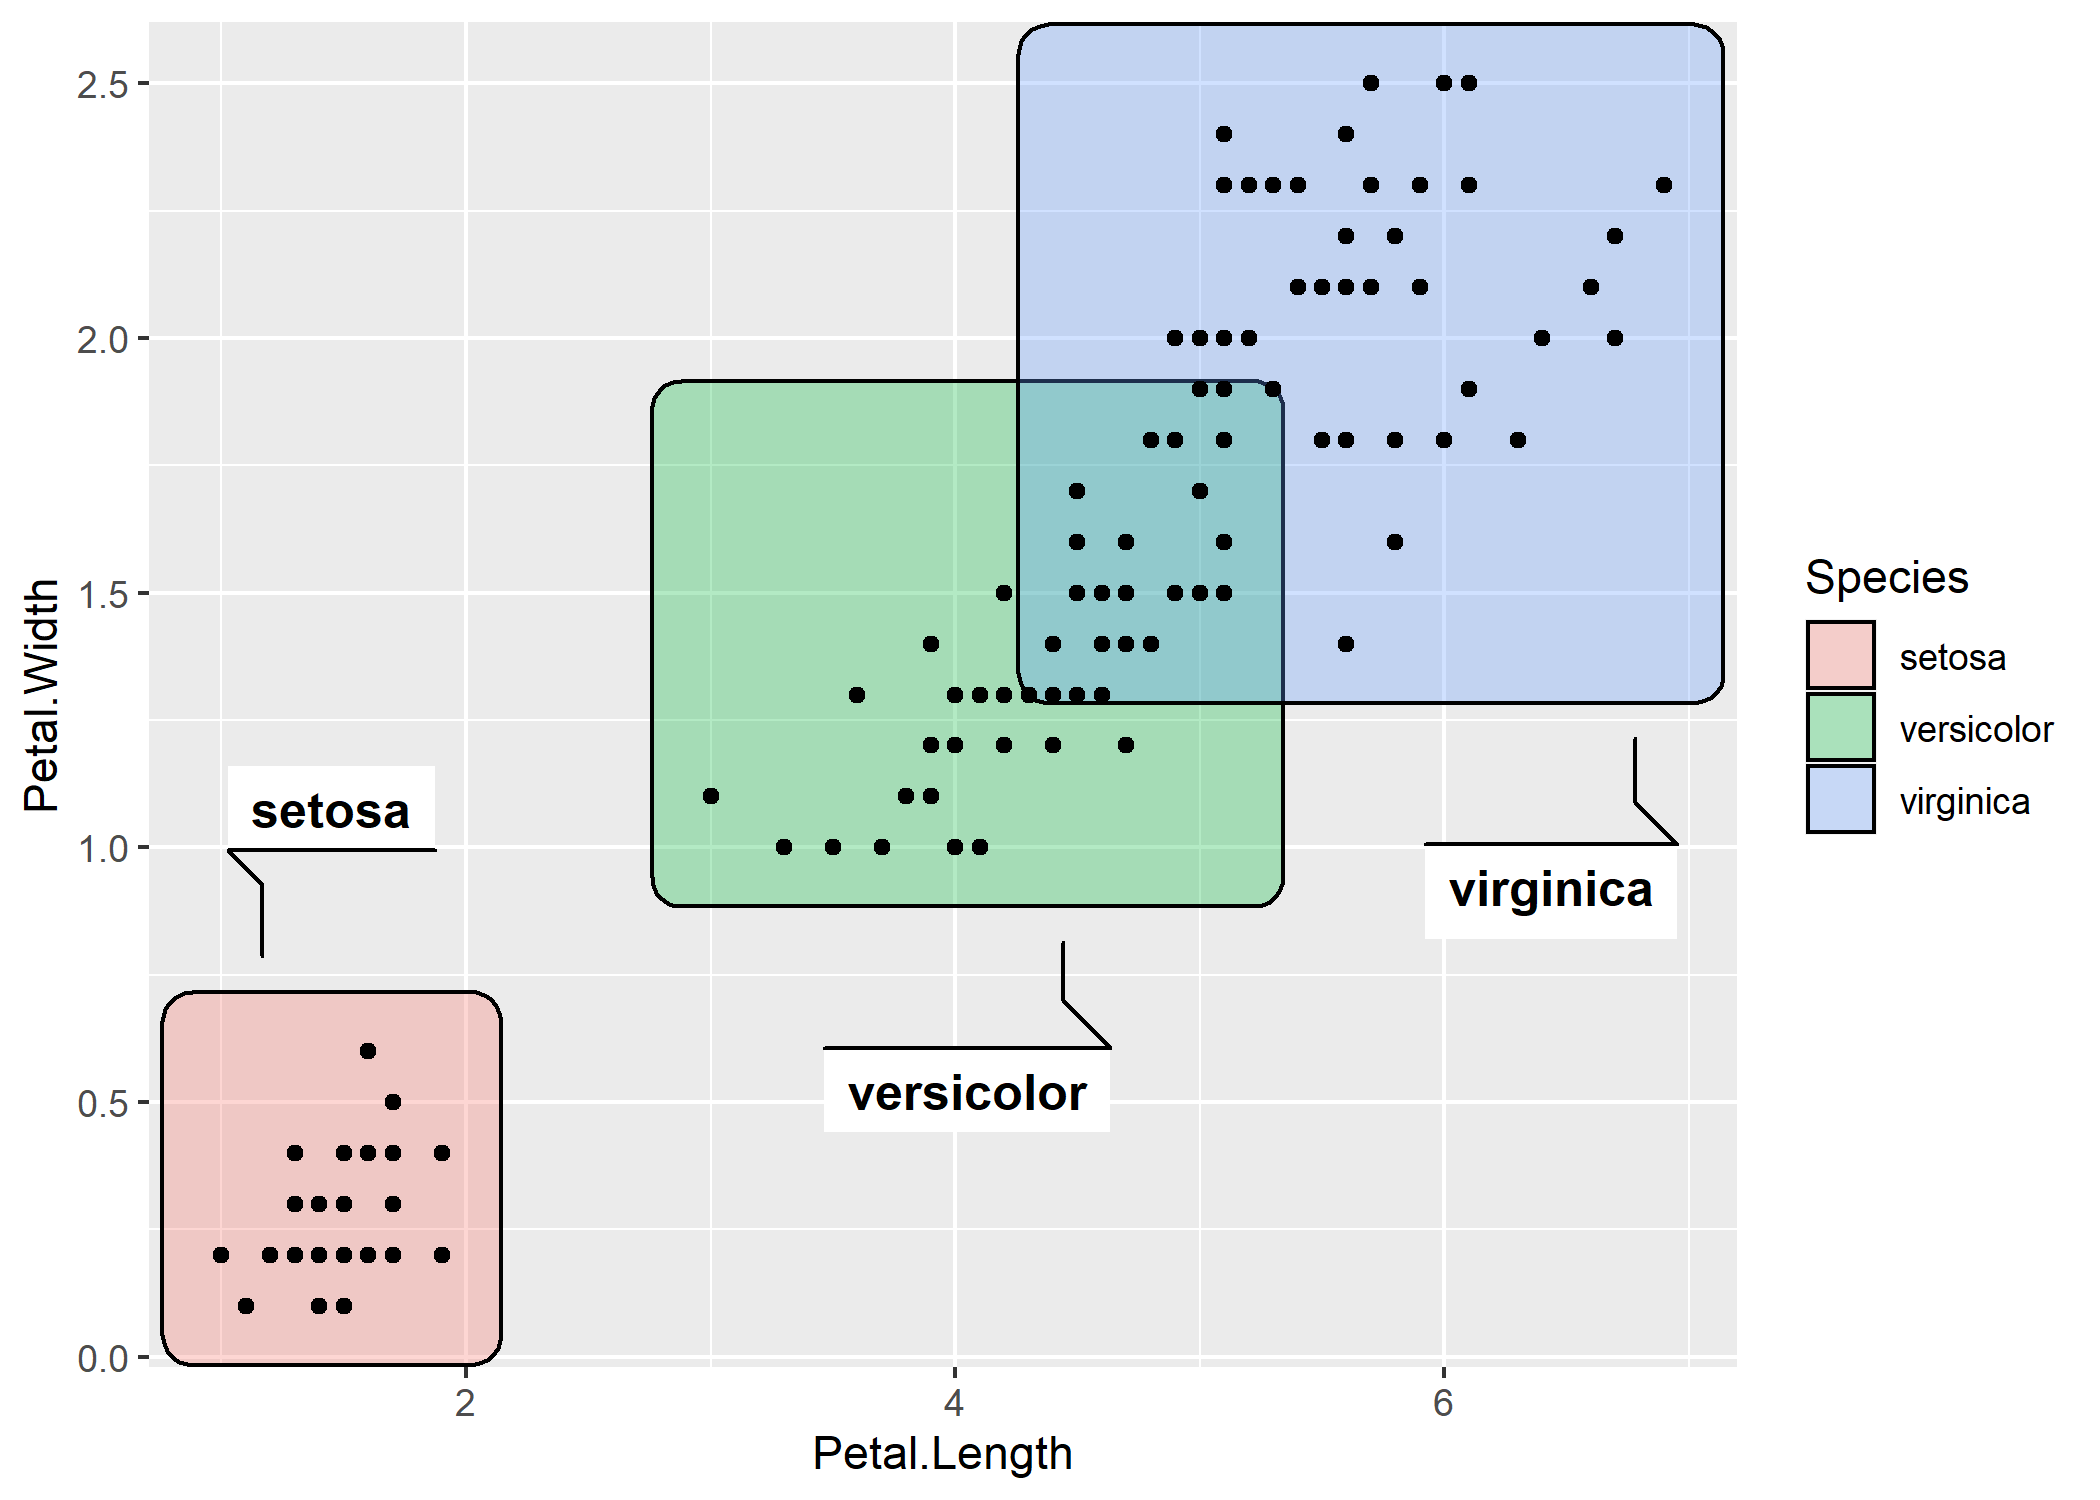 2.5
2.0
1.5
1.0
0.5
0.0
2
4
6
Petal.Length
Petal.Width
setosa
versicolor
virginica
Species
setosa
versicolor
virginica